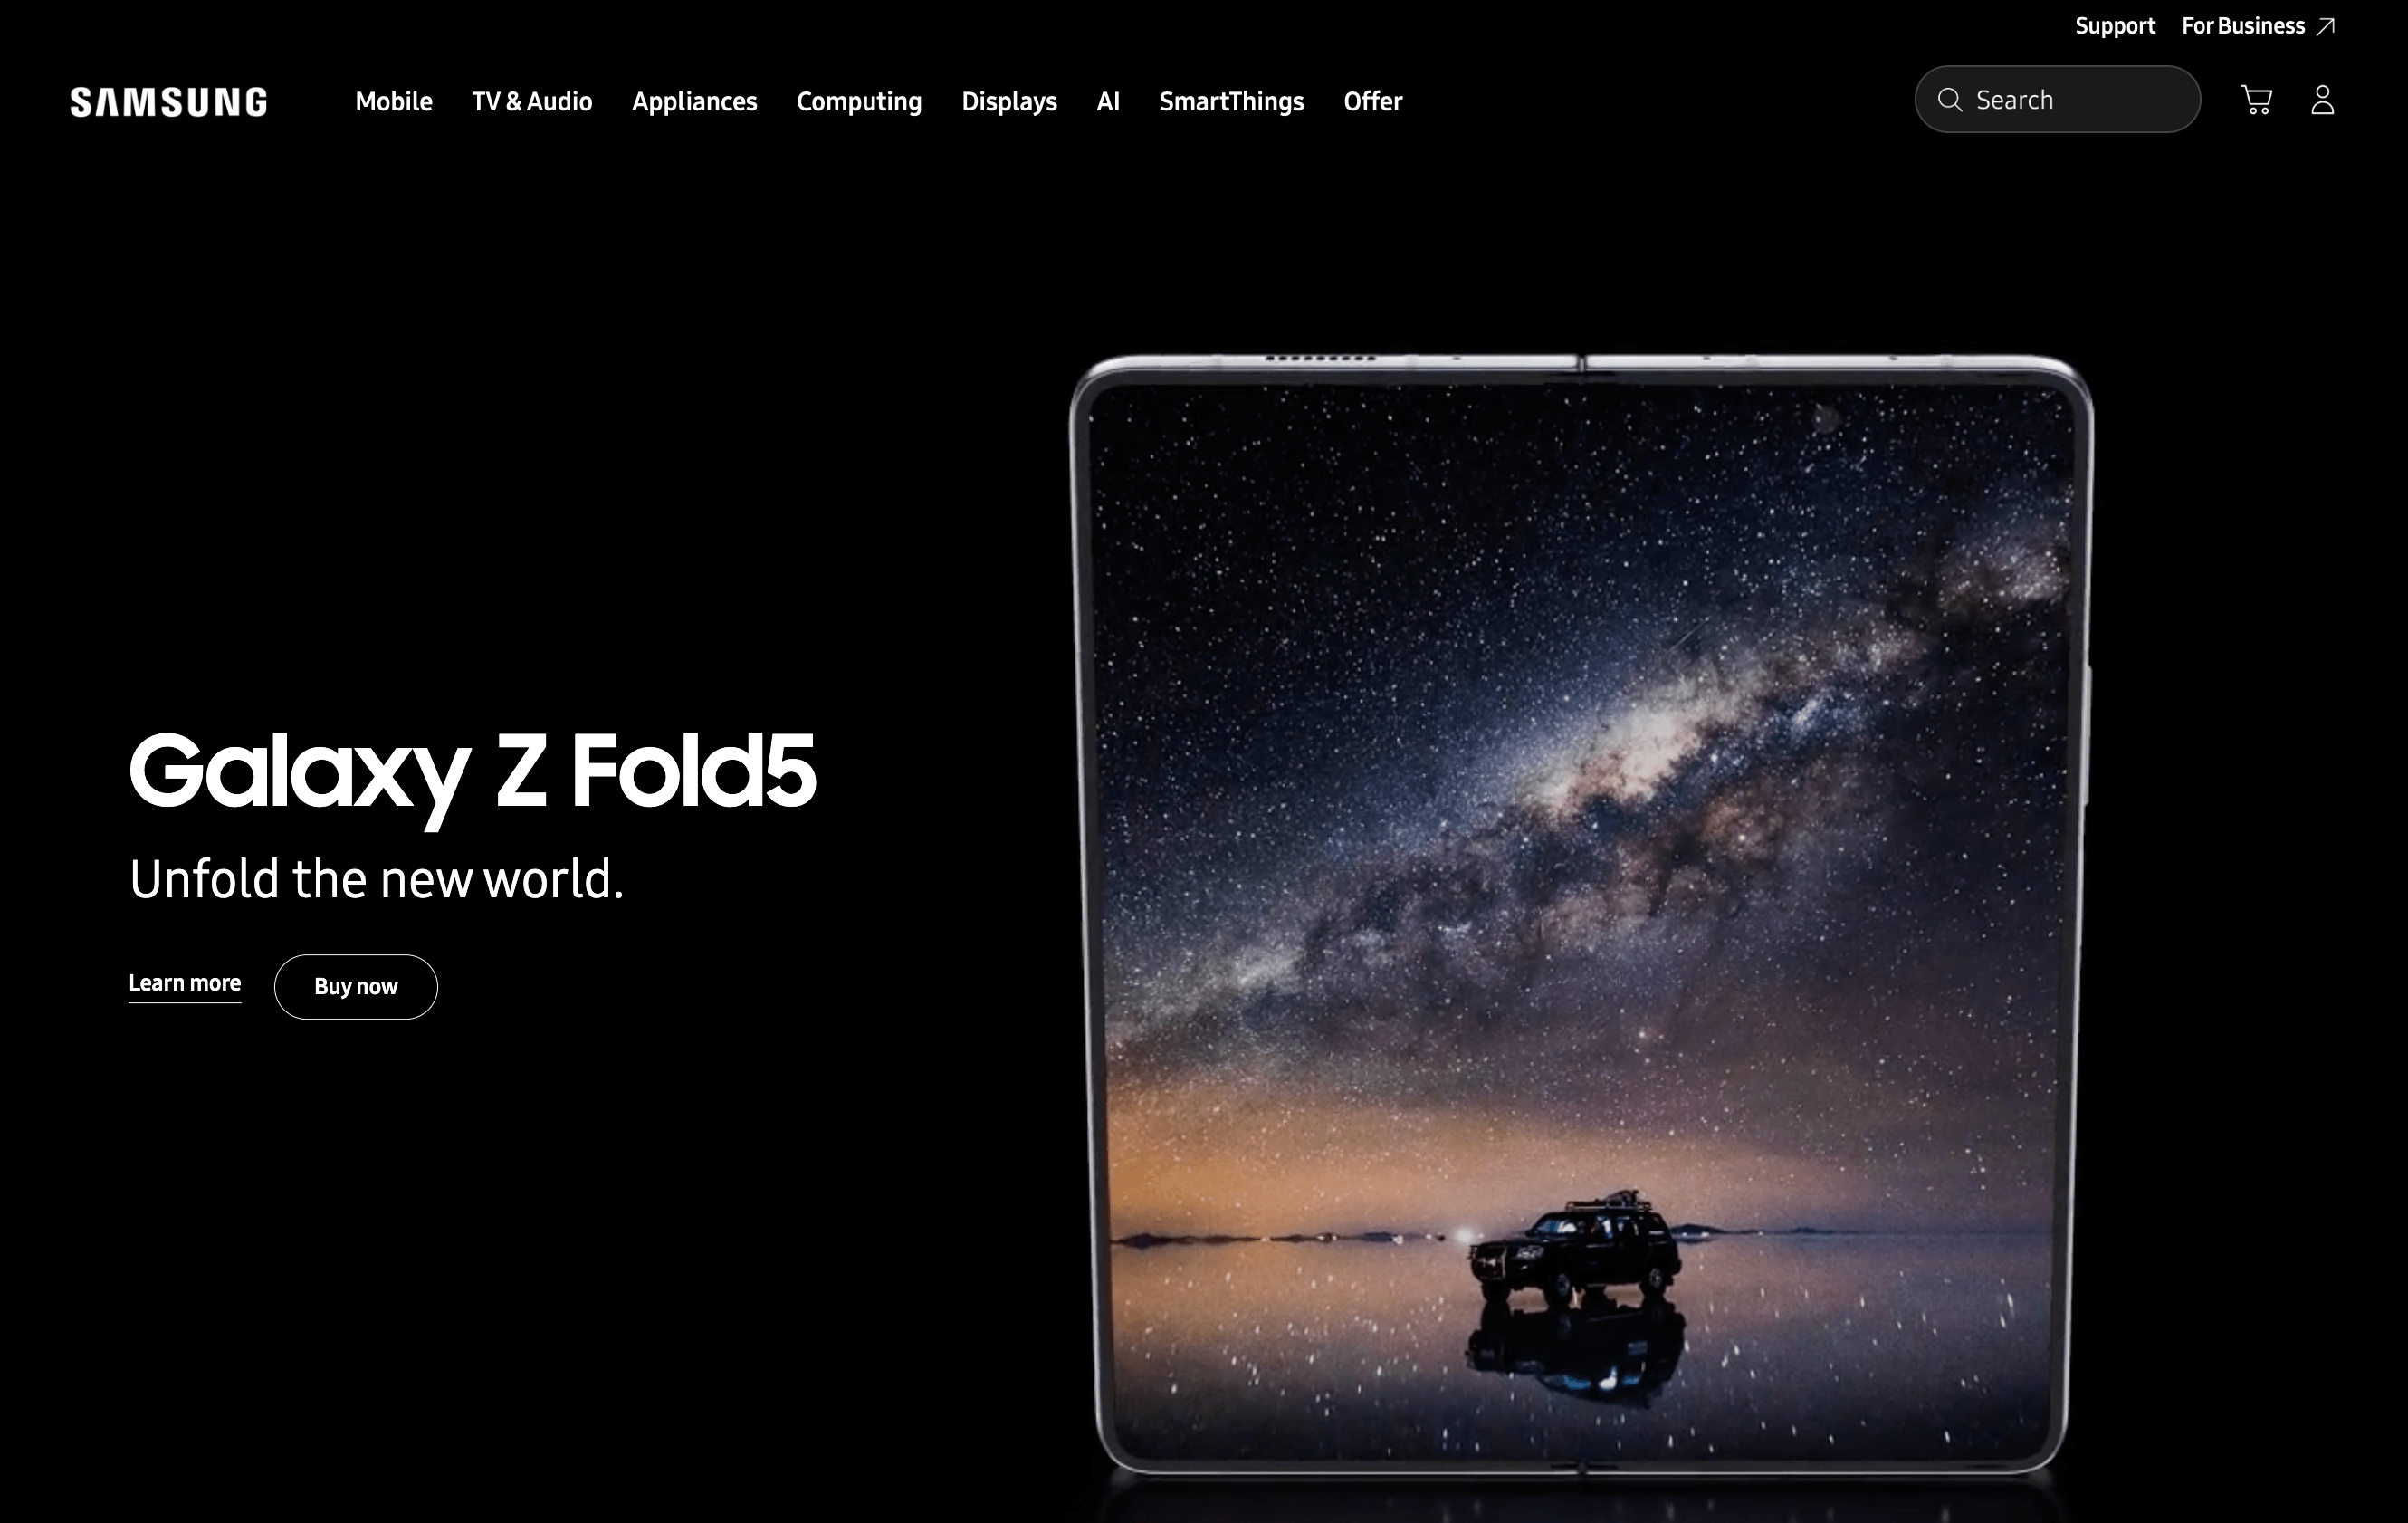 Support For Business
SAMSUNG Mobile TV & Audio Appliances Computing Displays AI SmartThings Offer Search
Galaxy Z Fold5
Unfold the new world.
Learn more Buy now